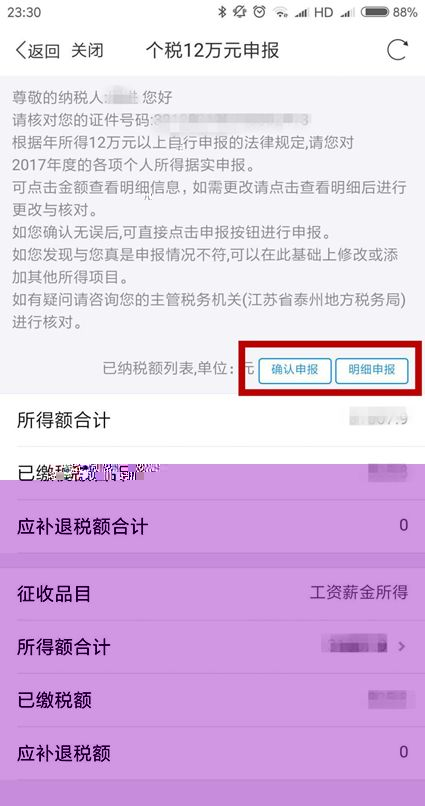 23:30
HD
88%
返回 关闭 个税12万元申报
尊敬的纳税人: 您好
请核对您的证件号码:
根据年所得12万元以上自行申报的法律规定,请您对
2017年度的各项个人所得据实申报。
可点击金额查看明细信息，如需更改请点击查看明细后进行
更改与核对。
如您确认无误后,可直接点击申报按钮进行申报。
如您发现与您真是申报情况不符,可以在此基础上修改或添
加其他所得项目。
如有疑问请咨询您的主管税务机关(江苏省泰州地方税务局)
进行核对。
已纳税额列表,单位：元 确认申报 明细申报
所得额合计
已缴税额
应补退税额合计 0
征收品目 工资薪金所得
所得额合计
已缴税额
应补退税额 0